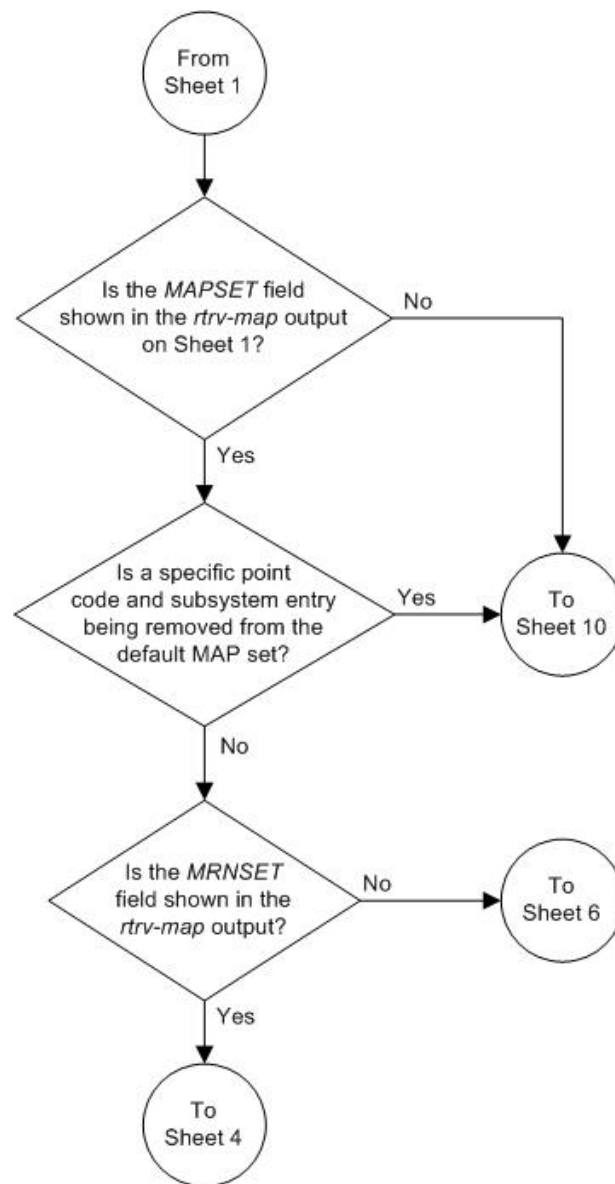 From
Sheet 1
Is the MAPSET field
shown in the rtrv-map output
on Sheet 1?
No
Yes
Is a specific point
code and subsystem entry
being removed from the
default MAP set?
Yes
To
Sheet 10
No
Is the MRNSET
field shown in the
rtrv-map output?
No
To
Sheet 6
Yes
To
Sheet 4